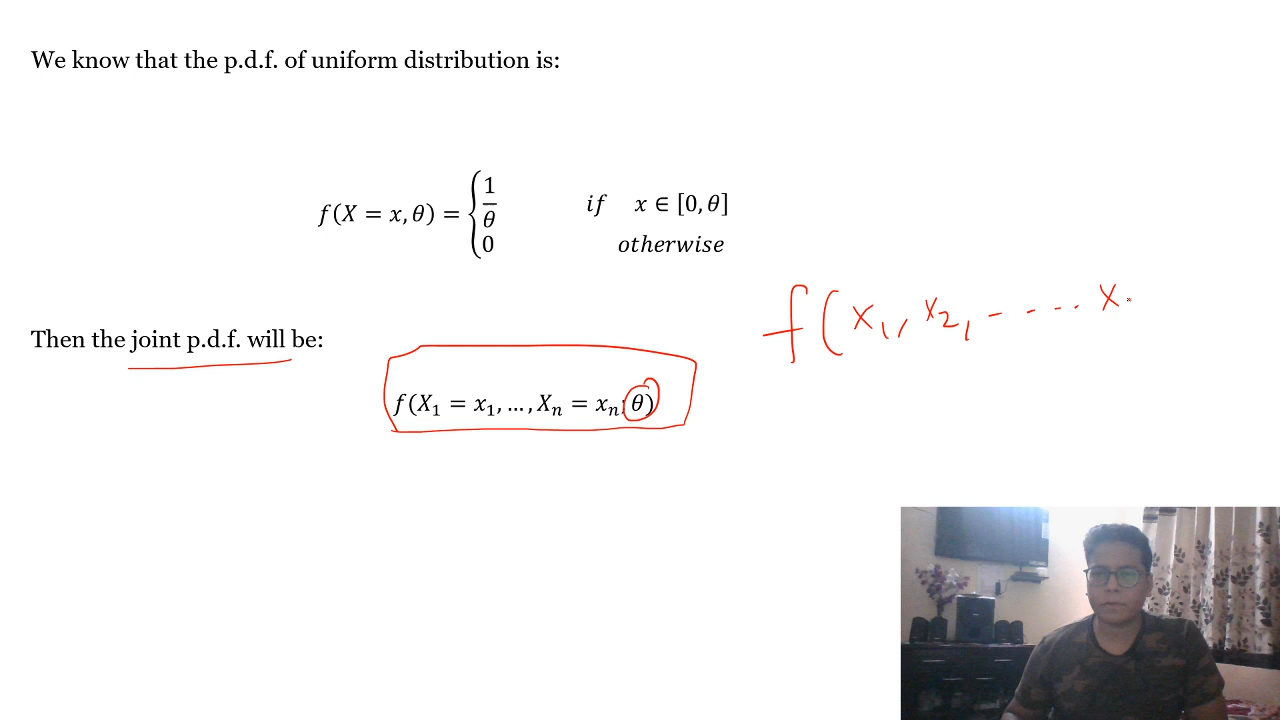 We know that the p.d.f. of uniform distribution is:
f(X = x, θ) = { 1/θ if x ∈ [0, θ]
0 otherwise
f(x₁, x₂, - - - - .. x
Then the joint p.d.f. will be:
f(X₁ = x₁, … , Xₙ = xₙ; θ)